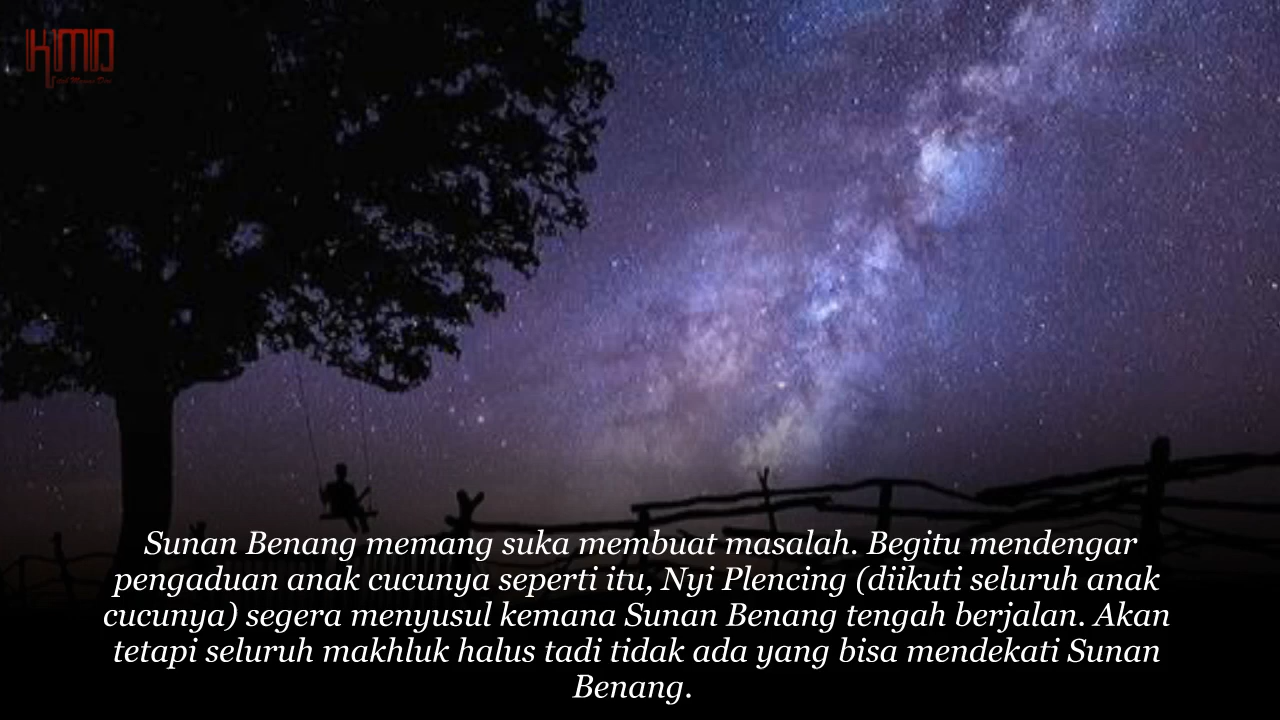 KMD
Sunan Benang memang suka membuat masalah. Begitu mendengar
pengaduan anak cucunya seperti itu, Nyi Plencing (diikuti seluruh anak
cucunya) segera menyusul kemana Sunan Benang tengah berjalan. Akan
tetapi seluruh makhluk halus tadi tidak ada yang bisa mendekati Sunan
Benang.